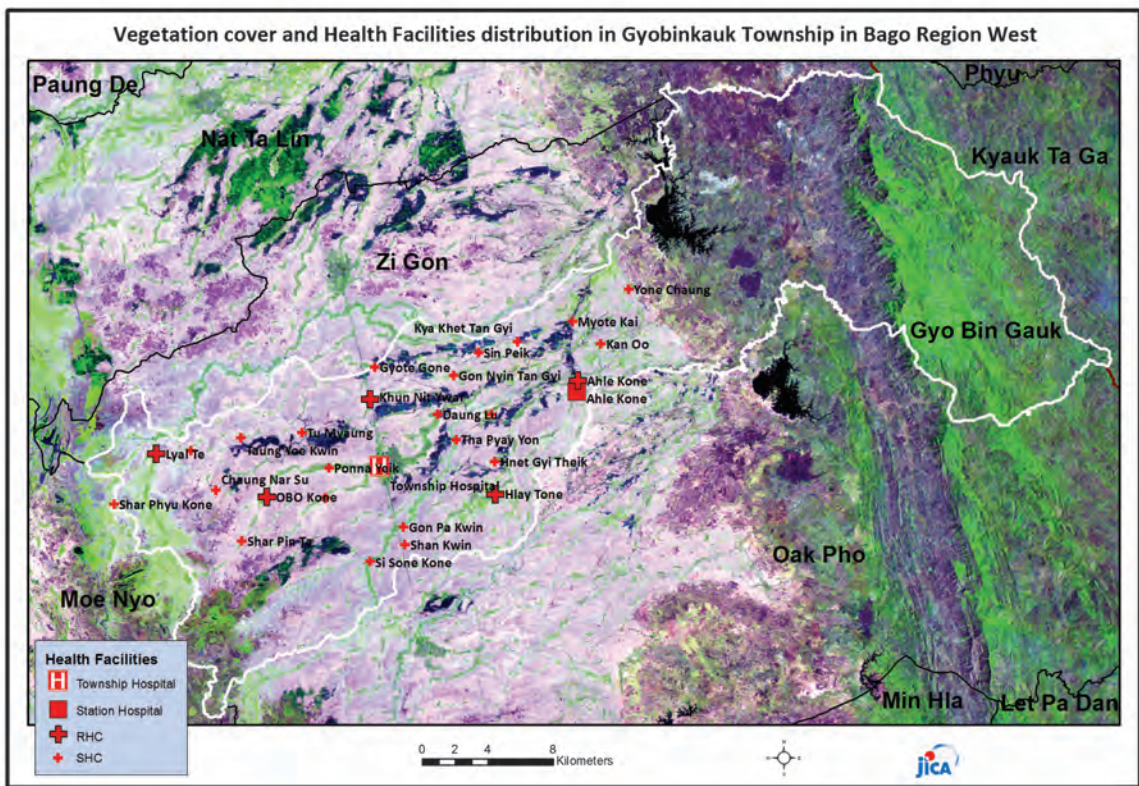 Vegetation cover and Health Facilities distribution in Gyobinkauk Township in Bago Region West
Paung De
Phyu
Nat Ta Lin
Kyauk Ta Ga
Zi Gon
Yone Chaung
Myote Kai
Kya Khet Tan Gyi
Kan Oo
Sin Peik
Gyo Bin Gauk
Gyote Gone
Gon Nyin Tan Gyi
Ahle Kone
Ahle Kone
Khun Nit Ywar
Daung Lu
Tu Myaung
Tha Pyay Yon
Taung Yoe Kwin
Lyal Te
Hnet Gyi Theik
Ponna Yeik
H
Township Hospital
Chaung Nar Su
OBO Kone
Hlay Tone
Shar Phyu Kone
Gon Pa Kwin
Shar Pin Te
Shan Kwin
Oak Pho
Si Sone Kone
Moe Nyo
Min Hla
Let Pa Dan
Health Facilities
H Township Hospital
Station Hospital
RHC
SHC
0 2 4 8
Kilometers
jICA